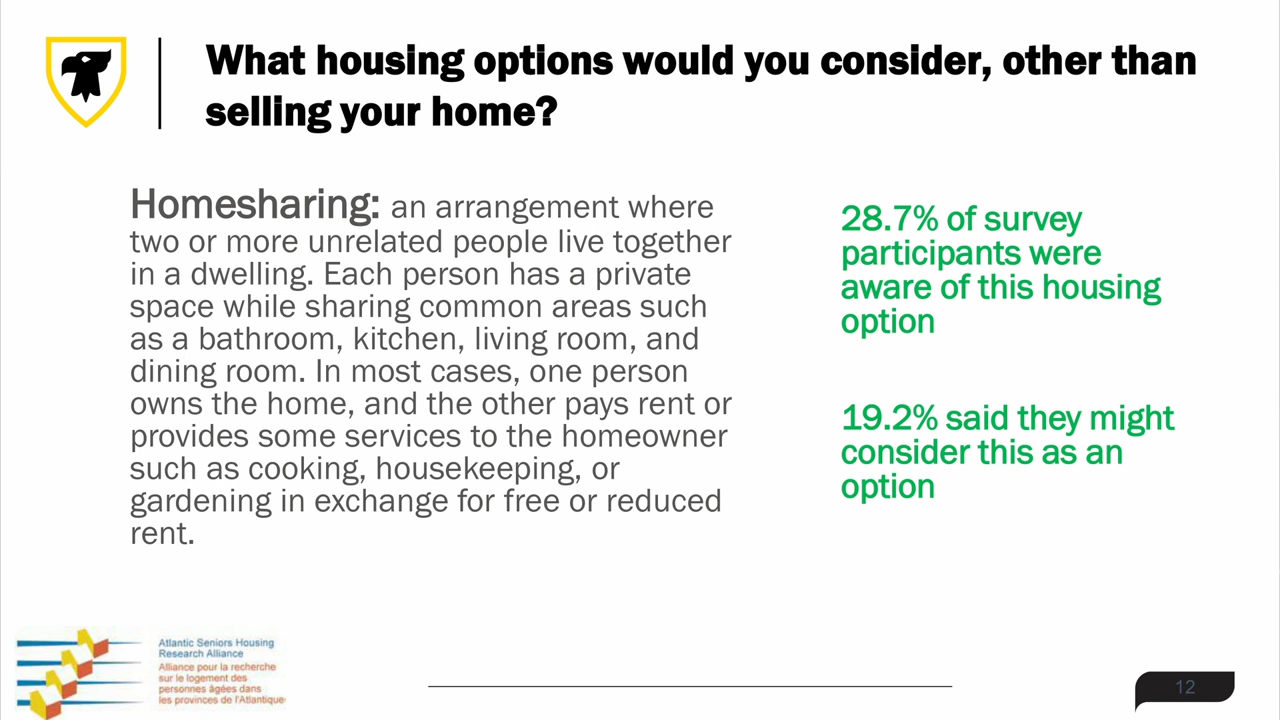 What housing options would you consider, other than
selling your home?
Homesharing: an arrangement where
two or more unrelated people live together
in a dwelling. Each person has a private
space while sharing common areas such
as a bathroom, kitchen, living room, and
dining room. In most cases, one person
owns the home, and the other pays rent or
provides some services to the homeowner
such as cooking, housekeeping, or
gardening in exchange for free or reduced
rent.
28.7% of survey
participants were
aware of this housing
option
19.2% said they might
consider this as an
option
Atlantic Seniors Housing
Research Alliance
Alliance pour la recherche
sur le logement des
personnes âgées dans
les provinces de l'Atlantique
12